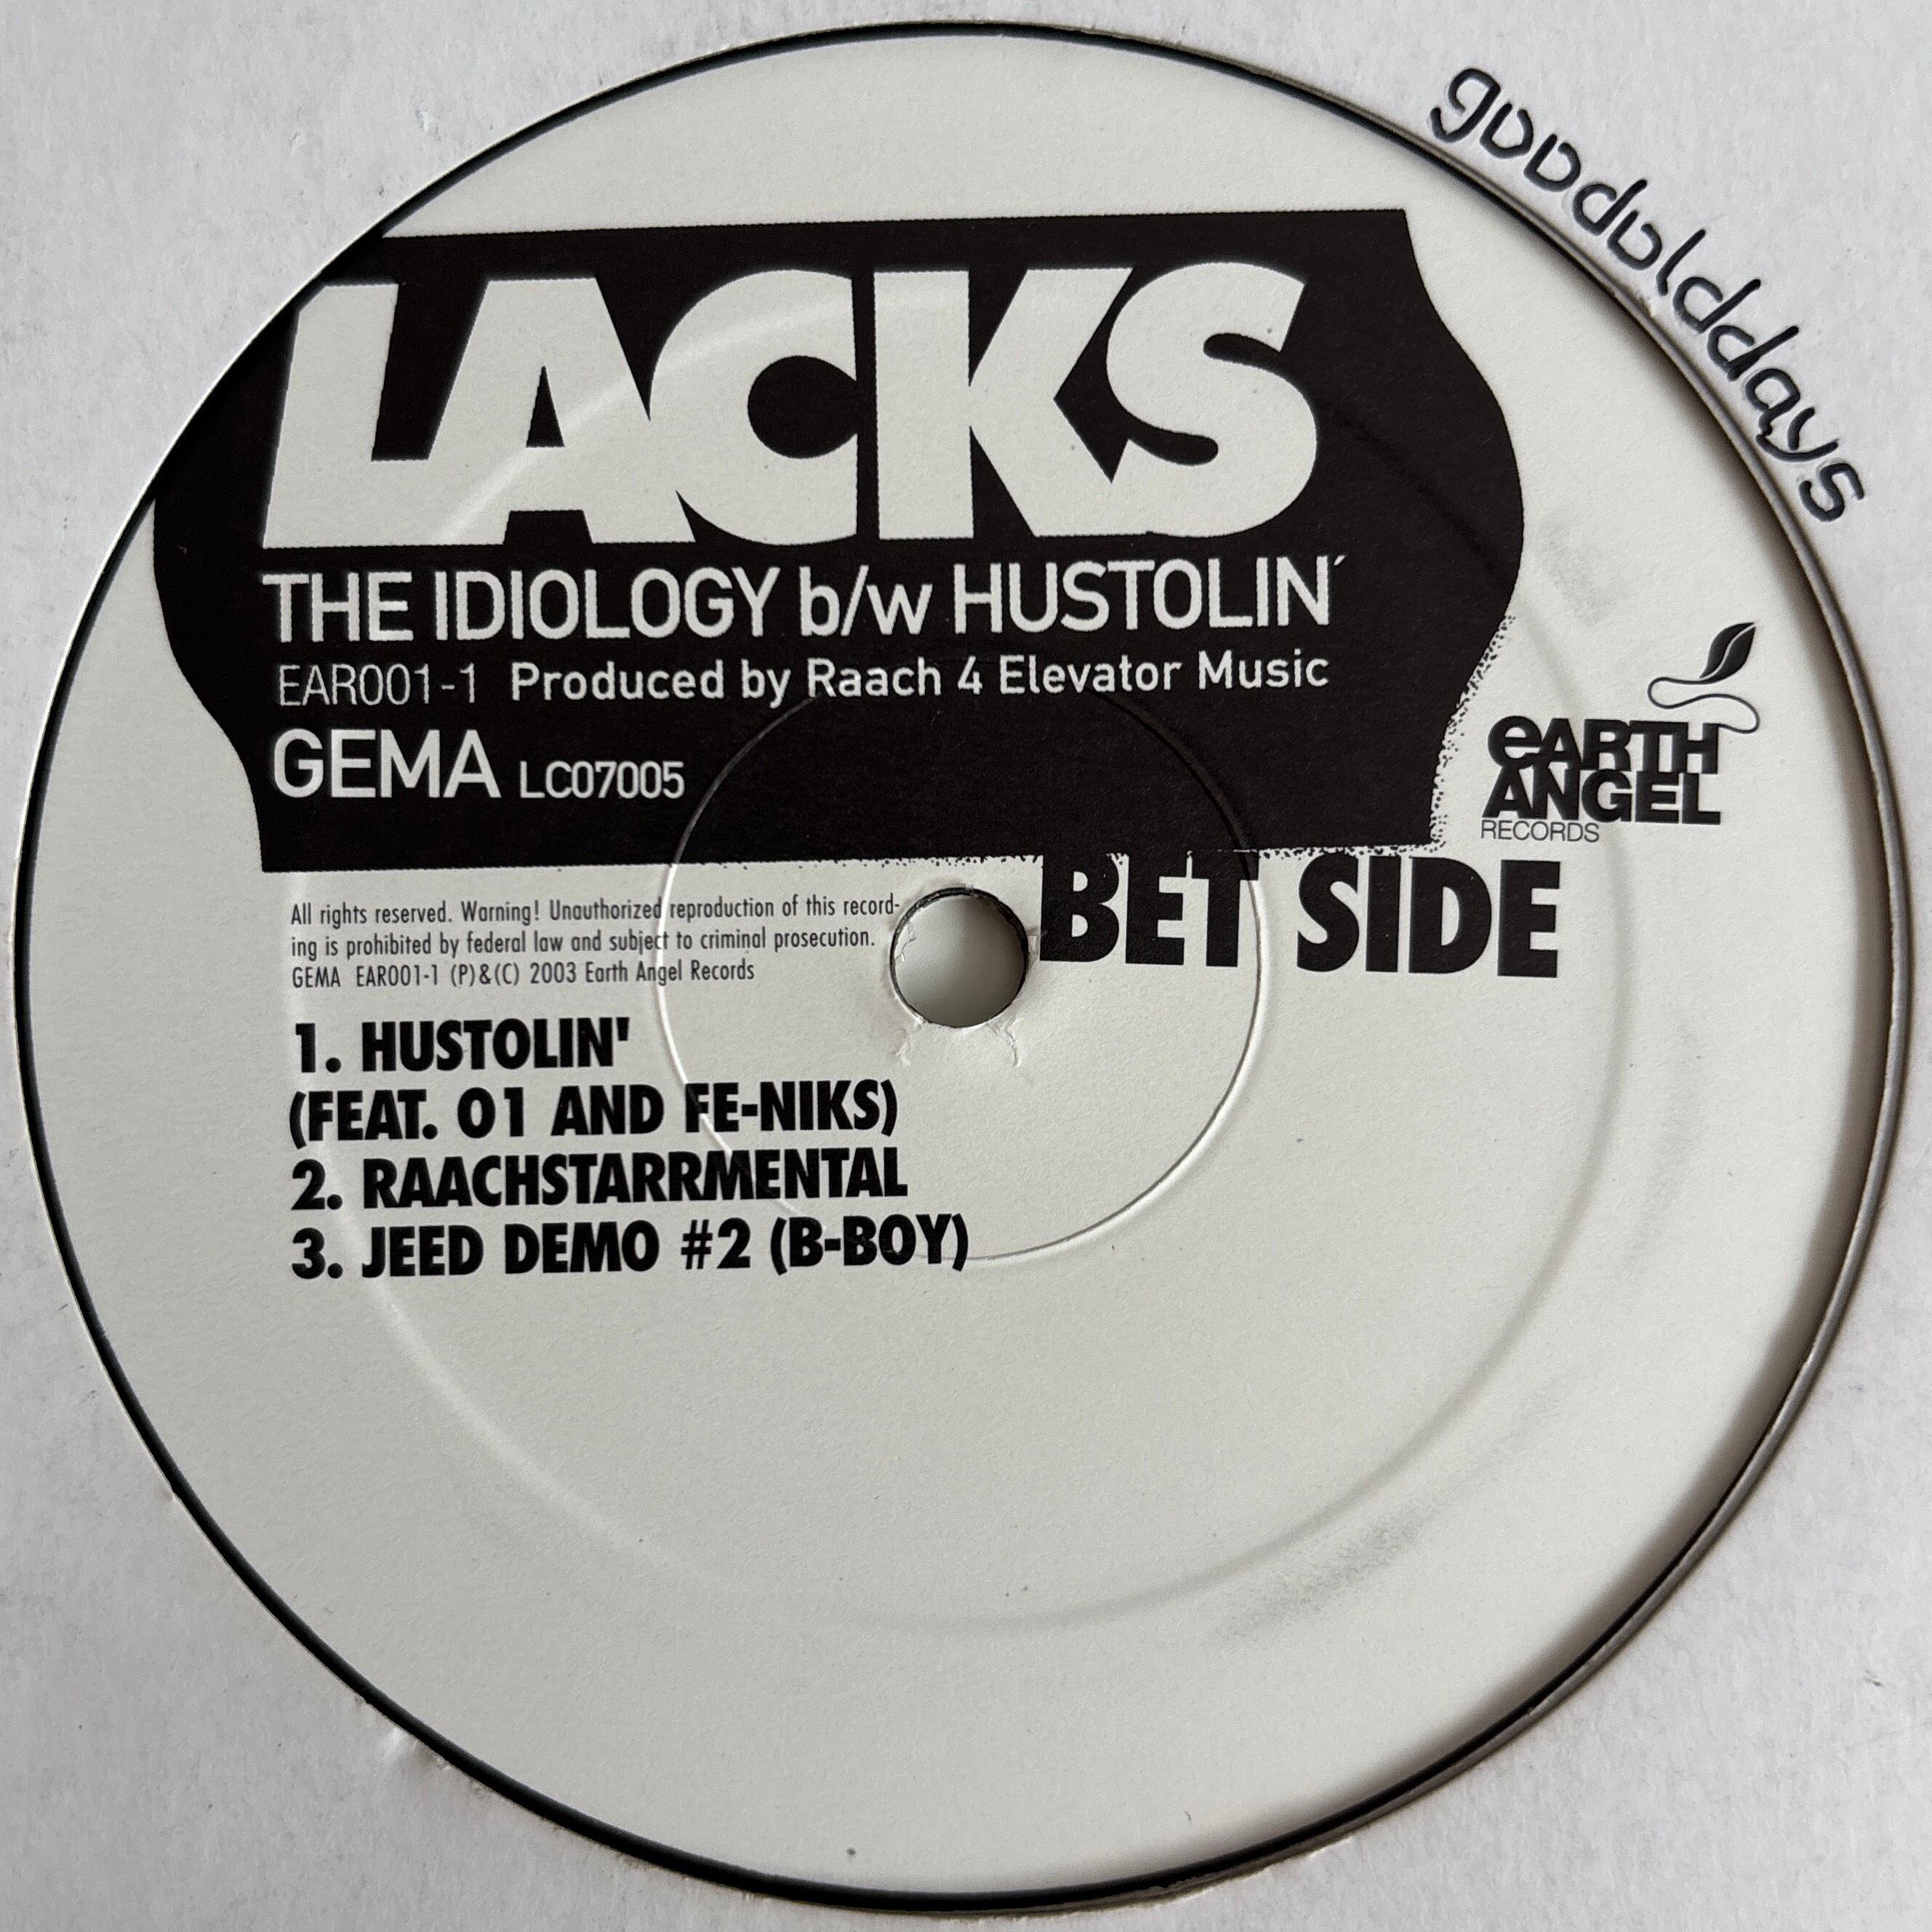 goodolddays
LACKS
THE IDIOLOGY b/w HUSTOLIN´
EAR001-1 Produced by Raach 4 Elevator Music
GEMA LC07005
eARTH
ANGEL
RECORDS
BET SIDE
All rights reserved. Warning! Unauthorized reproduction of this record-
ing is prohibited by federal law and subject to criminal prosecution.
GEMA EAR001-1 (P)&(C) 2003 Earth Angel Records
1. HUSTOLIN'
(FEAT. O1 AND FE-NIKS)
2. RAACHSTARRMENTAL
3. JEED DEMO #2 (B-BOY)